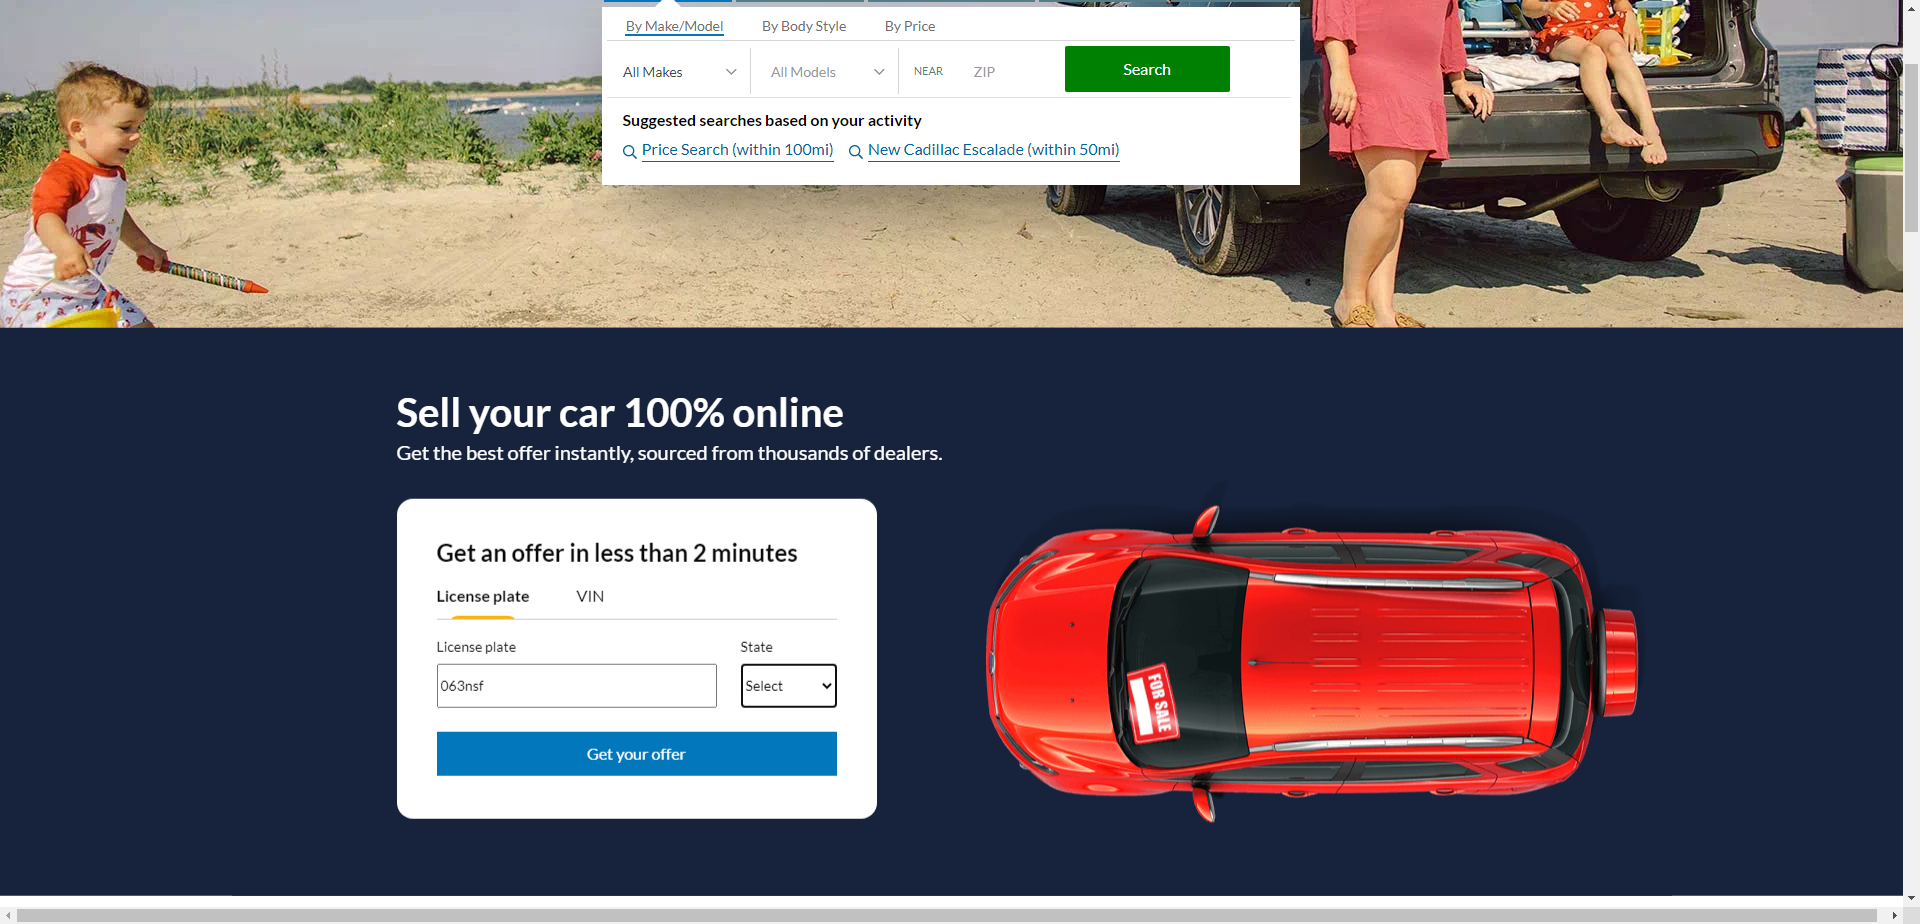 By Make/Model By Body Style By Price
All Makes All Models NEAR ZIP Search
Suggested searches based on your activity
Price Search (within 100mi) New Cadillac Escalade (within 50mi)
Sell your car 100% online
Get the best offer instantly, sourced from thousands of dealers.
Get an offer in less than 2 minutes
License plate VIN
License plate State
063nsf Select
Get your offer
FOR SALE